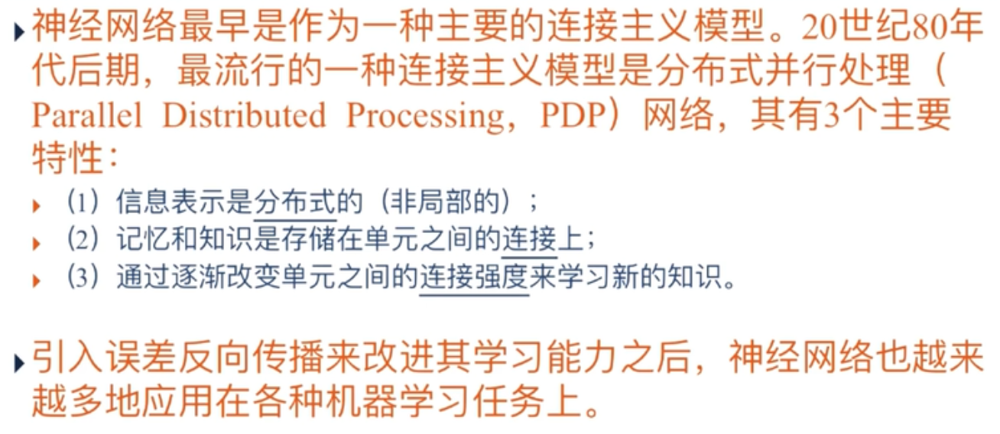 神经网络最早是作为一种主要的连接主义模型。20世纪80年
代后期，最流行的一种连接主义模型是分布式并行处理（
Parallel Distributed Processing，PDP）网络，其有3个主要
特性：
（1）信息表示是分布式的（非局部的）；
（2）记忆和知识是存储在单元之间的连接上；
（3）通过逐渐改变单元之间的连接强度来学习新的知识。
引入误差反向传播来改进其学习能力之后，神经网络也越来
越多地应用在各种机器学习任务上。